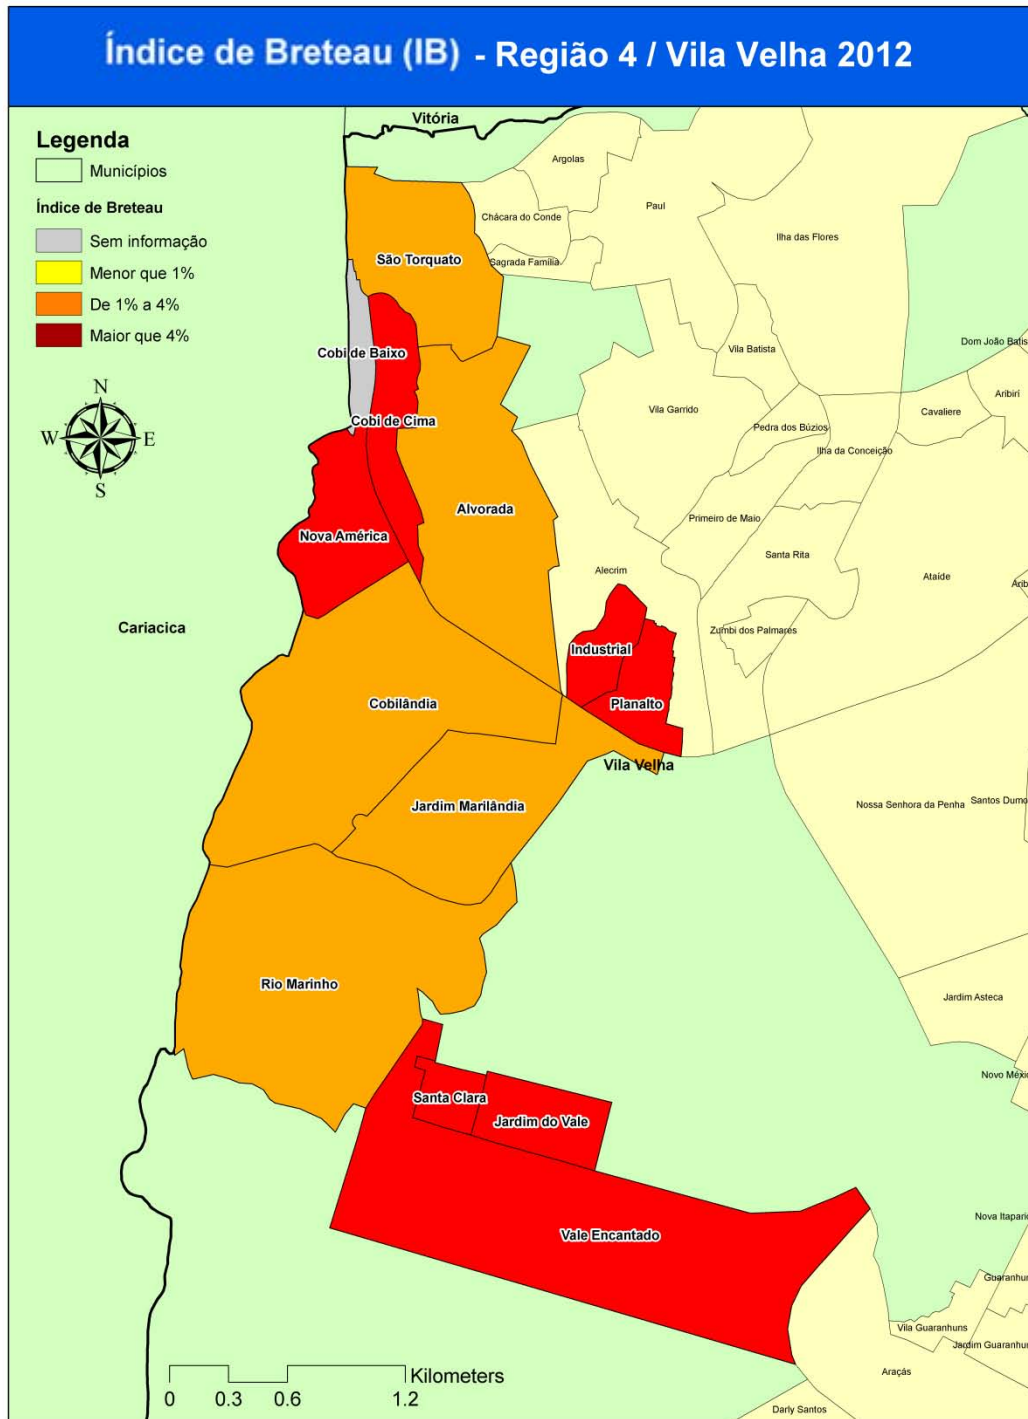 Índice de Breteau (IB) - Região 4 / Vila Velha 2012
Legenda
Municípios
Índice de Breteau
Sem informação
Menor que 1%
De 1% a 4%
Maior que 4%
N
W E
S
Vitória
Argolas
Chácara do Conde
Paul
Ilha das Flores
São Torquato
Sagrada Família
Cobi de Baixo
Vila Batista
Dom João Batis
Cobi de Cima
Vila Garrido
Cavaliere
Aribirí
Pedra dos Búzios
Ilha da Conceição
Alvorada
Nova América
Primeiro de Maio
Santa Rita
Alecrim
Ataíde
Arib
Cariacica
Zumbi dos Palmares
Industrial
Cobilândia
Planalto
Vila Velha
Jardim Marilândia
Nossa Senhora da Penha
Santos Dumo
Rio Marinho
Jardim Asteca
Novo Méxic
Santa Clara
Jardim do Vale
Vale Encantado
Nova Itapari
Guaranhun
Vila Guaranhuns
Jardim Guaranhun
Araçás
Darly Santos
Kilometers
0 0.3 0.6 1.2